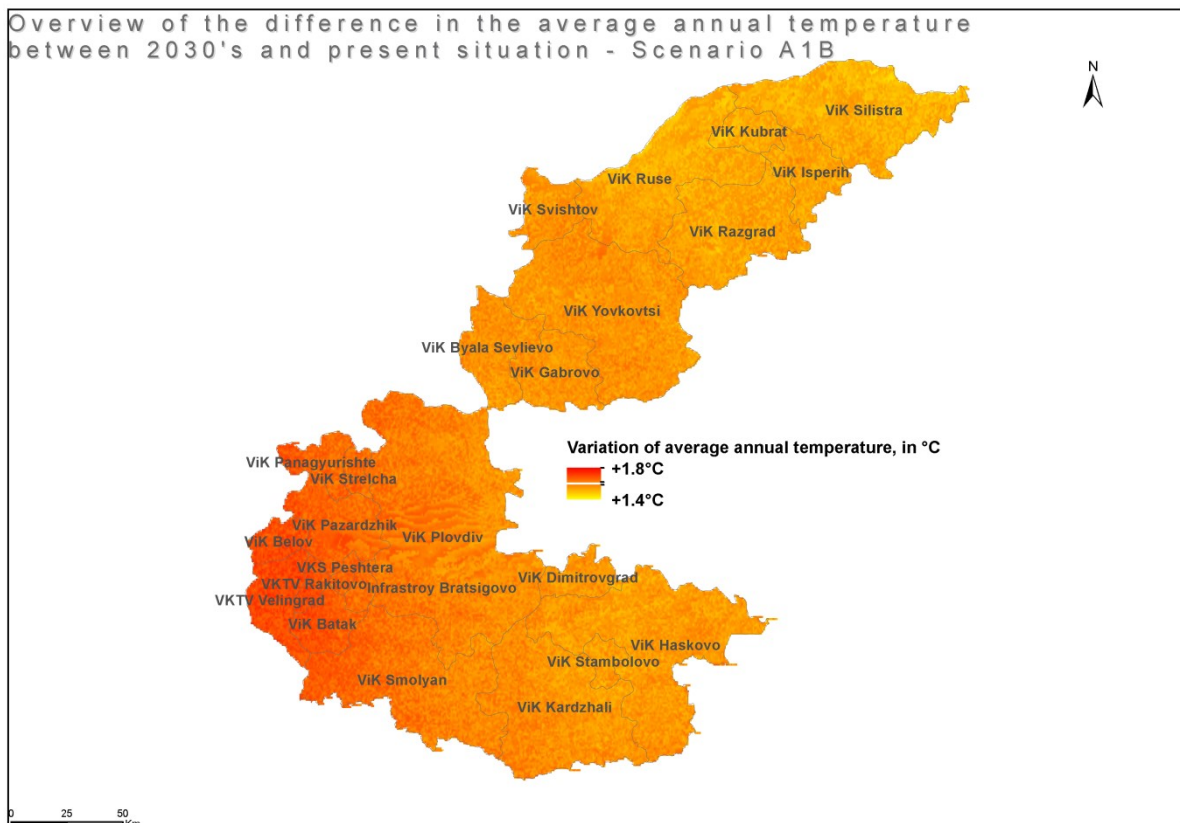 Overview of the difference in the average annual temperature
between 2030's and present situation - Scenario A1B
N
ViK Silistra
ViK Kubrat
ViK Isperih
ViK Ruse
ViK Svishtov
ViK Razgrad
ViK Yovkovtsi
ViK Byala Sevlievo
ViK Gabrovo
Variation of average annual temperature, in °C
+1.8°C
+1.4°C
ViK Panagyurishte
ViK Strelcha
ViK Pazardzhik
ViK Plovdiv
ViK Belov
VKS Peshtera
ViK Dimitrovgrad
VKTV Rakitovo
Infrastroy Bratsigovo
VKTV Velingrad
ViK Batak
ViK Haskovo
ViK Stambolovo
ViK Smolyan
ViK Kardzhali
0 25 50
Km